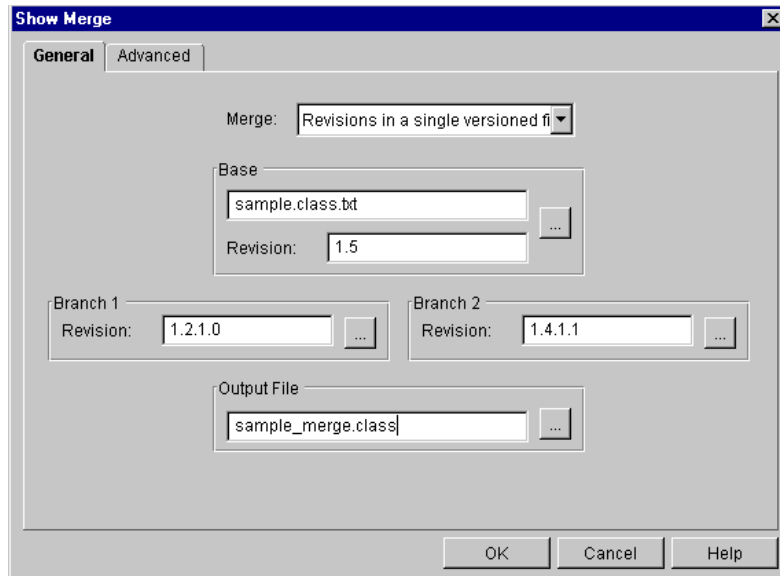 Show Merge
General Advanced
Merge: Revisions in a single versioned fi
Base
sample.class.txt
...
Revision: 1.5
Branch 1 Branch 2
Revision: 1.2.1.0 ... Revision: 1.4.1.1 ...
Output File
sample_merge.class ...
OK Cancel Help